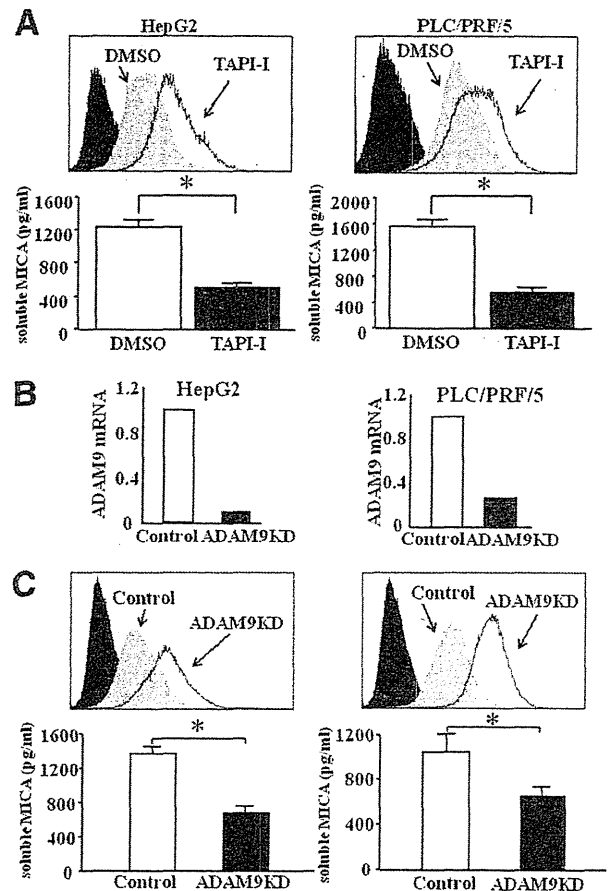 A
HepG2
PLC/PRF/5
DMSO
TAPI-I
DMSO
TAPI-I
soluble MICA (pg/ml)
1600
1200
800
400
0
*
DMSO
TAPI-I
soluble MICA (pg/ml)
2000
1600
1200
800
400
0
*
DMSO
TAPI-I
B
HepG2
PLC/PRF/5
ADAM9 mRNA
1.2
0.8
0.4
0
Control ADAM9KD
ADAM9 mRNA
1.2
0.8
0.4
0
Control ADAM9KD
C
Control
ADAM9KD
Control
ADAM9KD
soluble MICA (pg/ml)
1600
1200
800
400
0
*
Control
ADAM9KD
soluble MICA (pg/ml)
1200
800
400
0
*
Control
ADAM9KD